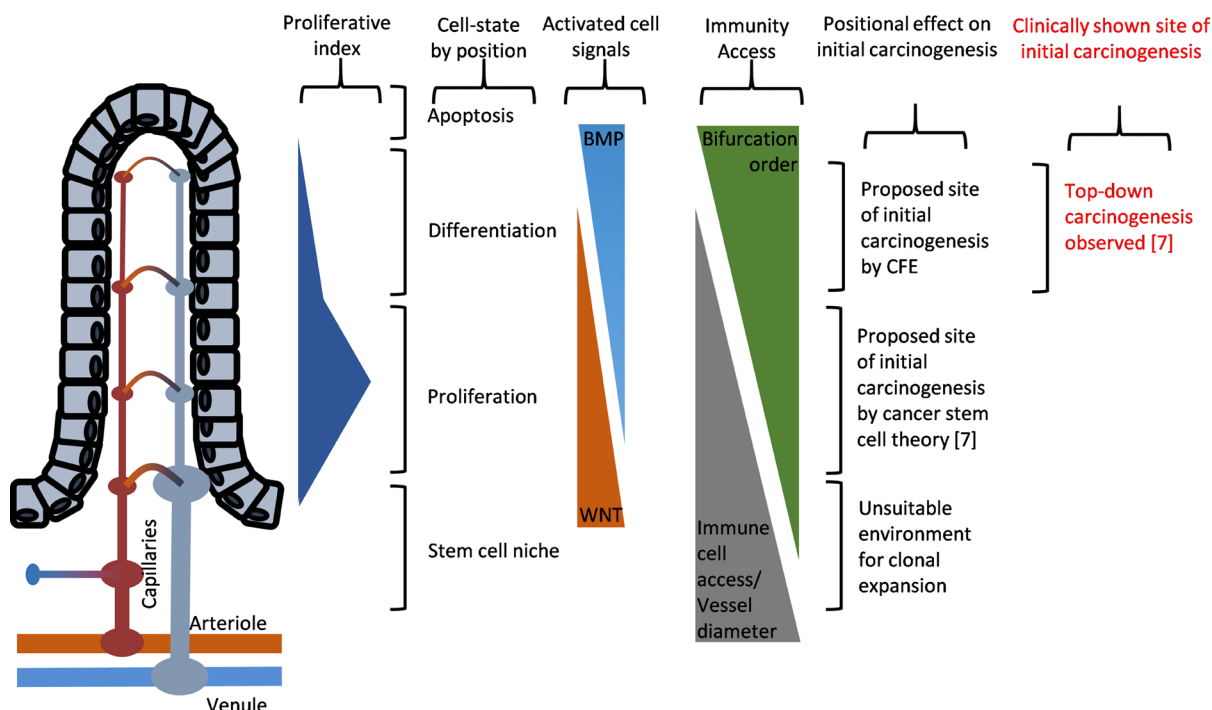 Proliferative
index
Cell-state
by position
Activated cell
signals
Immunity
Access
Positional effect on
initial carcinogenesis
Clinically shown site of
initial carcinogenesis
Apoptosis
Differentiation
Proliferation
Stem cell niche
BMP
WNT
Bifurcation
order
Immune
cell
access/
Vessel
diameter
Proposed site
of initial
carcinogenesis
by CFE
Proposed site
of initial
carcinogenesis
by cancer stem
cell theory [7]
Unsuitable
environment
for clonal
expansion
Top-down
carcinogenesis
observed [7]
Capillaries
Arteriole
Venule